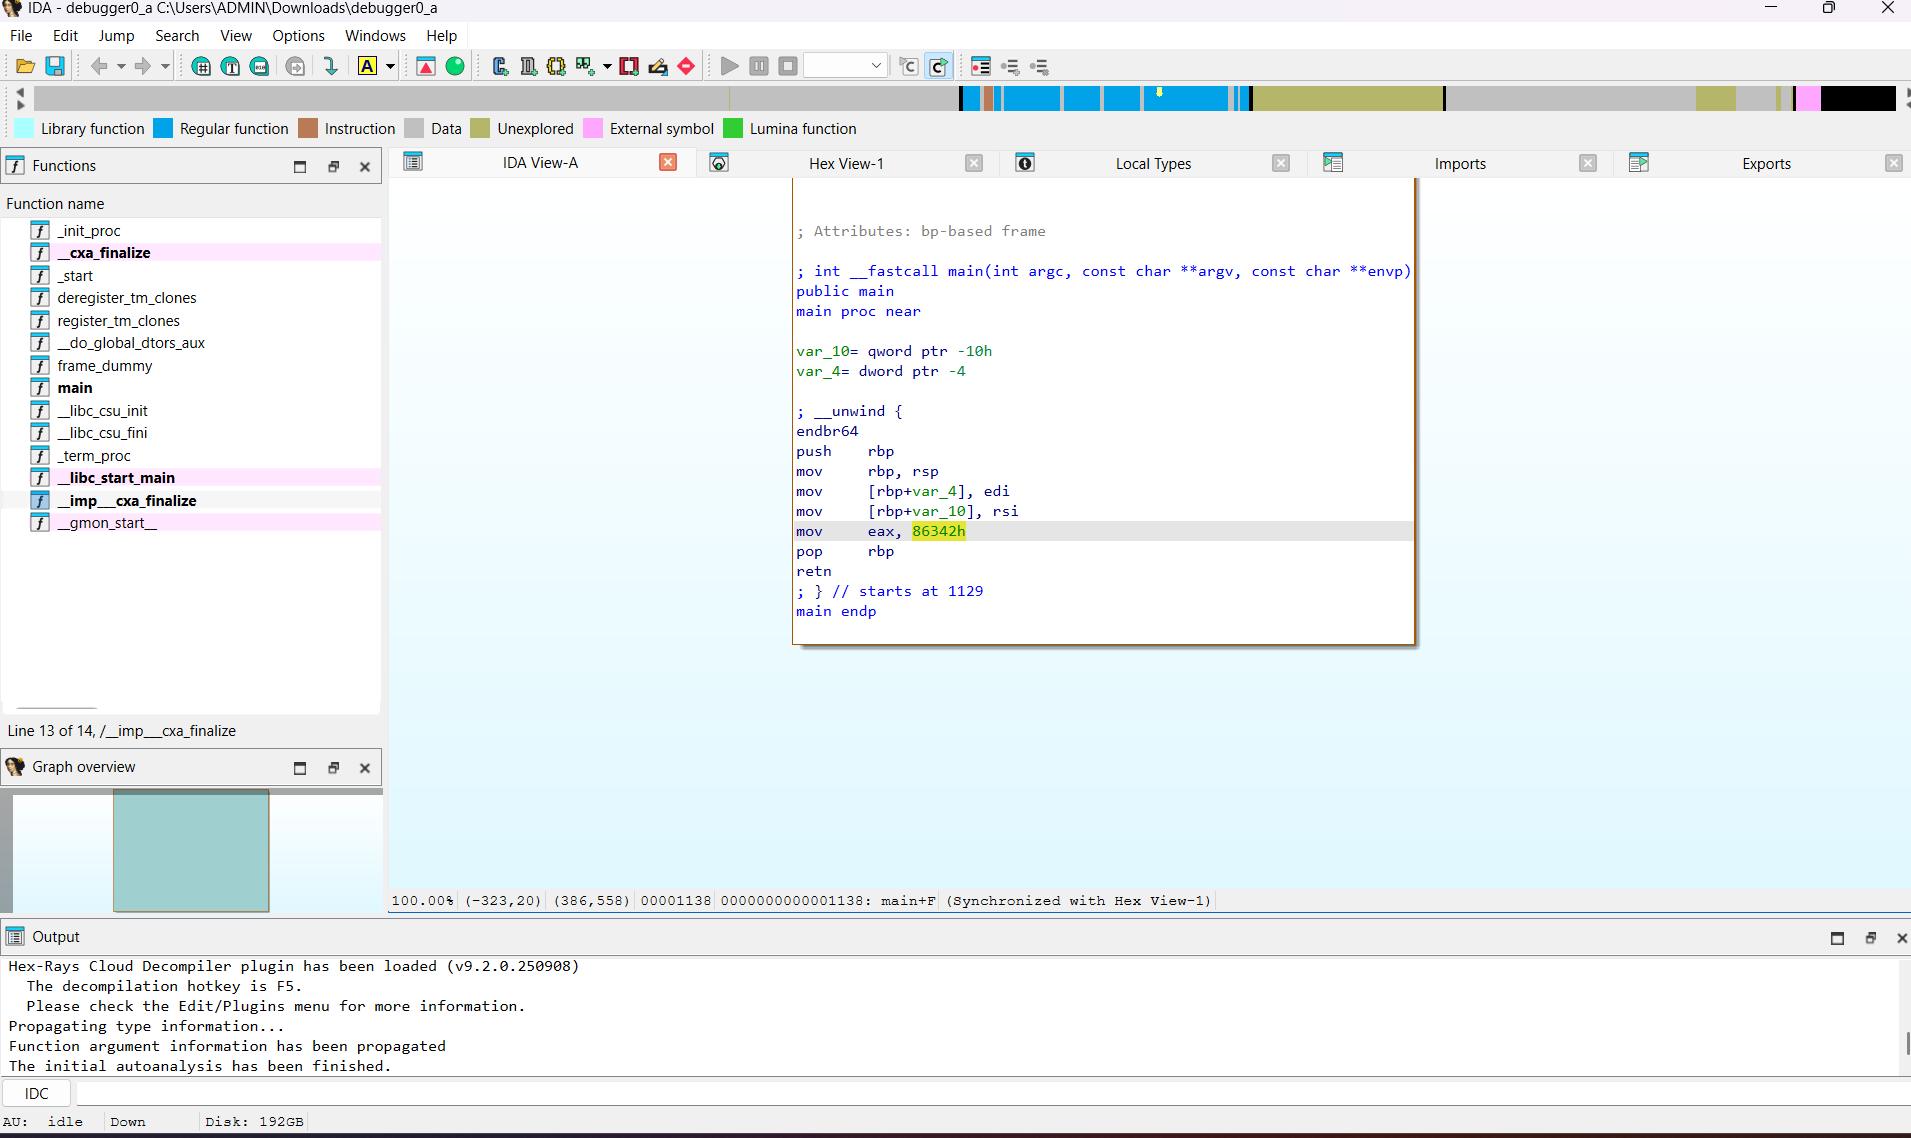 IDA - debugger0_a C:\Users\ADMIN\Downloads\debugger0_a
File Edit Jump Search View Options Windows Help
Library function Regular function Instruction Data Unexplored External symbol Lumina function
Functions
Function name
_init_proc
__cxa_finalize
_start
deregister_tm_clones
register_tm_clones
__do_global_dtors_aux
frame_dummy
main
__libc_csu_init
__libc_csu_fini
_term_proc
__libc_start_main
__imp___cxa_finalize
__gmon_start__
Line 13 of 14, /__imp___cxa_finalize
Graph overview
IDA View-A Hex View-1 Local Types Imports Exports
; Attributes: bp-based frame
; int __fastcall main(int argc, const char **argv, const char **envp)
public main
main proc near
var_10= qword ptr -10h
var_4= dword ptr -4
; __unwind {
endbr64
push rbp
mov rbp, rsp
mov [rbp+var_4], edi
mov [rbp+var_10], rsi
mov eax, 86342h
pop rbp
retn
; } // starts at 1129
main endp
100.00% (-323,20) (386,558) 00001138 0000000000001138: main+F (Synchronized with Hex View-1)
Output
Hex-Rays Cloud Decompiler plugin has been loaded (v9.2.0.250908)
The decompilation hotkey is F5.
Please check the Edit/Plugins menu for more information.
Propagating type information...
Function argument information has been propagated
The initial autoanalysis has been finished.
IDC
AU: idle Down Disk: 192GB